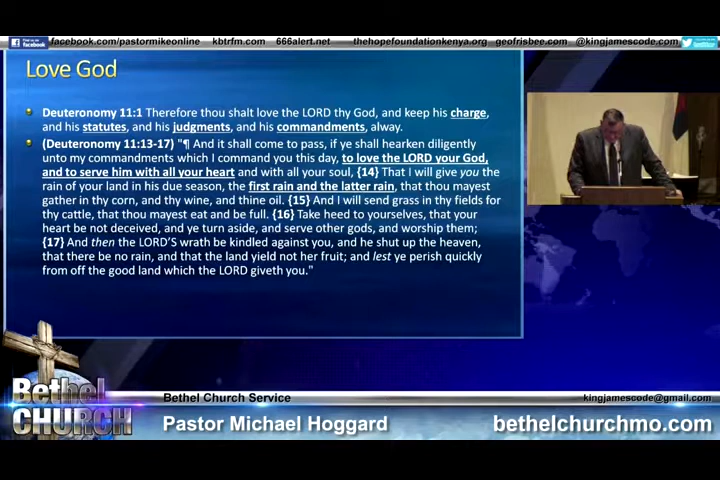 Find us on facebook facebook.com/pastormikeonline kbtrfm.com 666alert.net thehopefoundationkenya.org geofrisbee.com @kingjamescode.com twitter
Love God
Deuteronomy 11:1 Therefore thou shalt love the LORD thy God, and keep his charge,
and his statutes, and his judgments, and his commandments, alway.
(Deuteronomy 11:13-17) "¶ And it shall come to pass, if ye shall hearken diligently
unto my commandments which I command you this day, to love the LORD your God,
and to serve him with all your heart and with all your soul, {14} That I will give you the
rain of your land in his due season, the first rain and the latter rain, that thou mayest
gather in thy corn, and thy wine, and thine oil. {15} And I will send grass in thy fields for
thy cattle, that thou mayest eat and be full. {16} Take heed to yourselves, that your
heart be not deceived, and ye turn aside, and serve other gods, and worship them;
{17} And then the LORD'S wrath be kindled against you, and he shut up the heaven,
that there be no rain, and that the land yield not her fruit; and lest ye perish quickly
from off the good land which the LORD giveth you."
Bethel
CHURCH
Bethel Church Service kingjamescode@gmail.com
Pastor Michael Hoggard bethelchurchmo.com